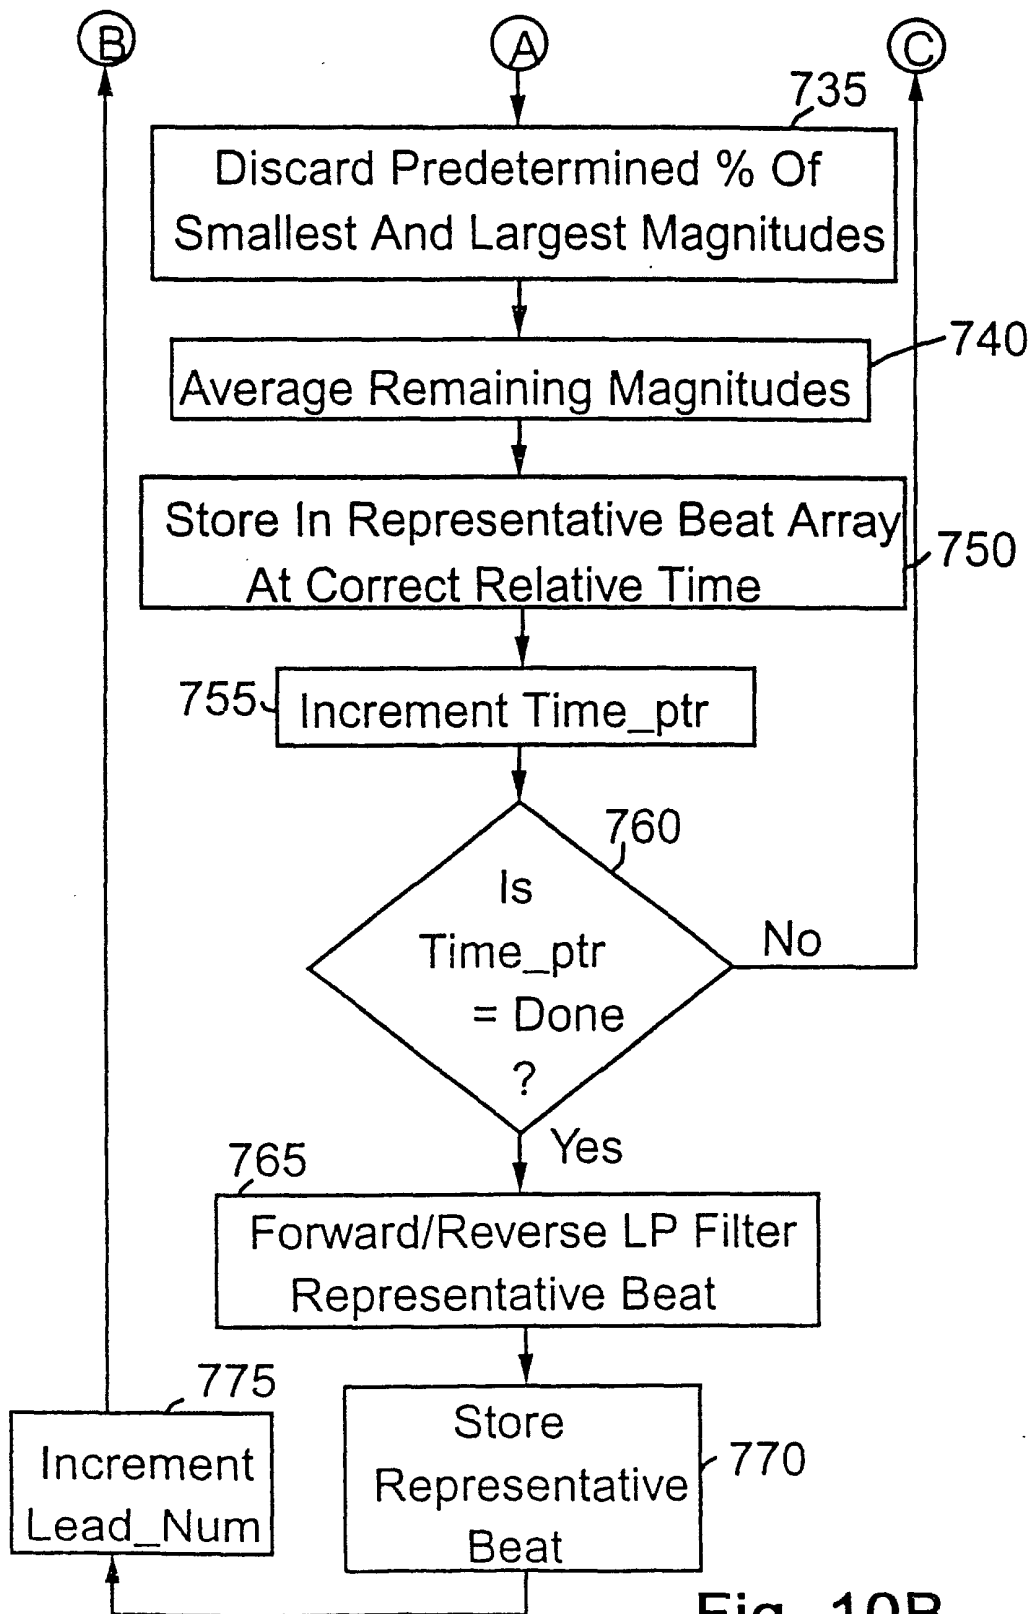 B
A
C
735
Discard Predetermined % Of
Smallest And Largest Magnitudes
740
Average Remaining Magnitudes
Store In Representative Beat Array
At Correct Relative Time
750
755
Increment Time_ptr
760
Is
Time_ptr
= Done
?
No
Yes
765
Forward/Reverse LP Filter
Representative Beat
775
Increment
Lead_Num
Store
Representative
Beat
770
Fig. 10B